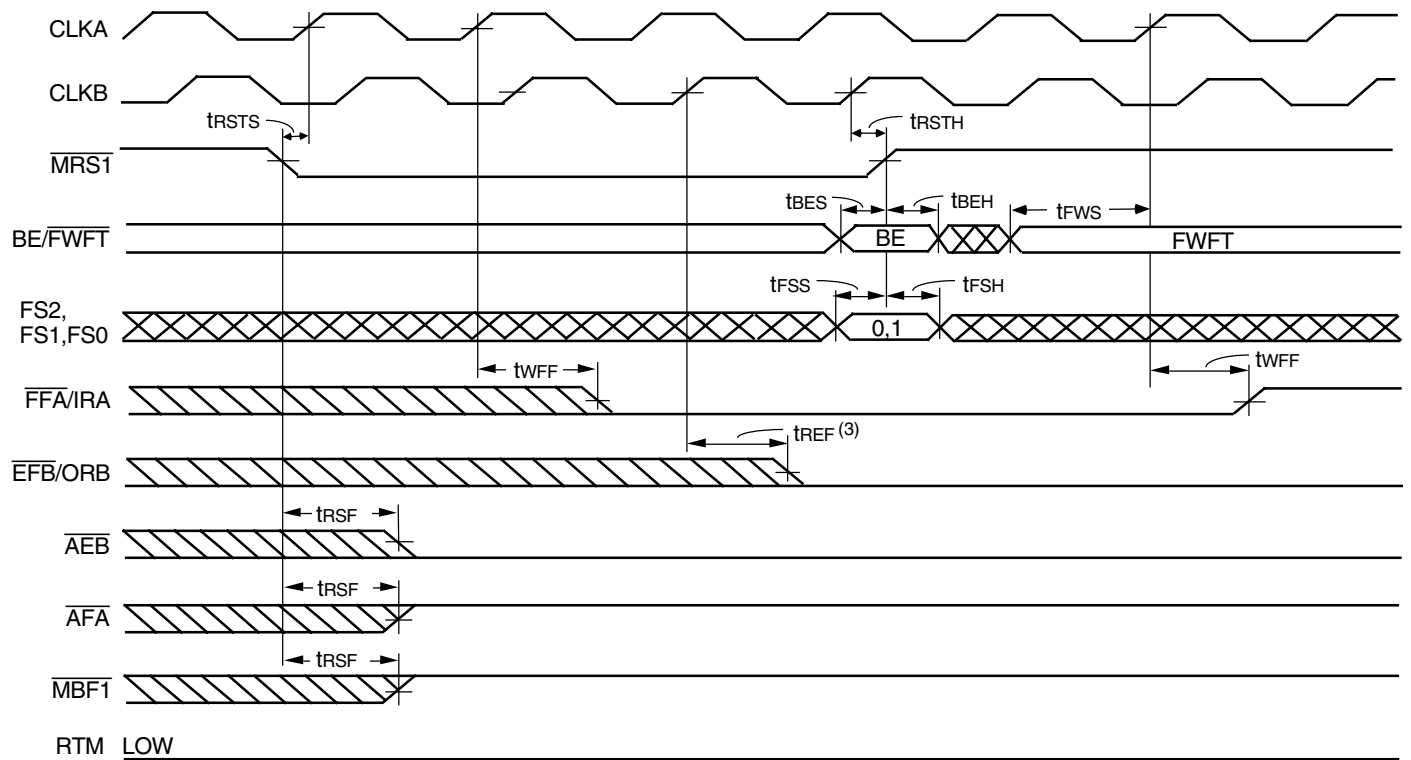 CLKA
CLKB
tRSTS
tRSTH
MRS1
tBES
tBEH
tFWS
BE/FWFT
BE
FWFT
tFSS
tFSH
FS2,
FS1,FS0
0,1
tWFF
tWFF
FFA/IRA
tREF (3)
EFB/ORB
tRSF
AEB
tRSF
AFA
tRSF
MBF1
RTM LOW